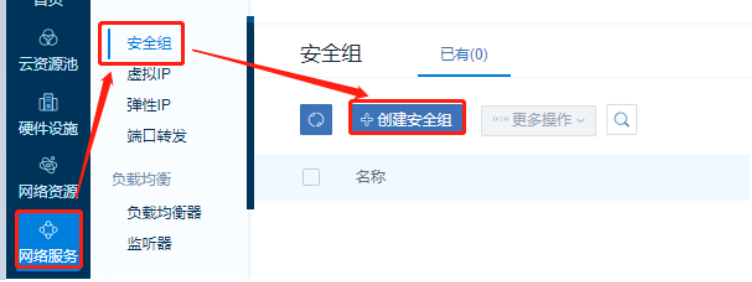 首页
云资源池
硬件设施
网络资源
网络服务
安全组
虚拟IP
弹性IP
端口转发
负载均衡
负载均衡器
监听器
安全组
已有(0)
创建安全组
更多操作
名称